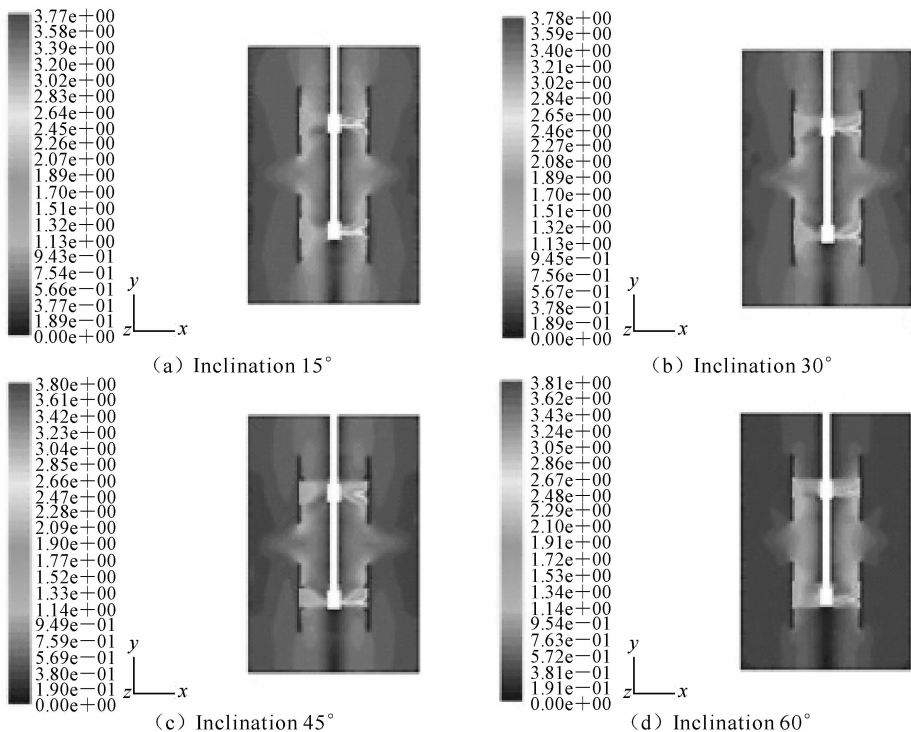 3.77e+00
3.58e+00
3.39e+00
3.20e+00
3.02e+00
2.83e+00
2.64e+00
2.45e+00
2.26e+00
2.07e+00
1.89e+00
1.70e+00
1.51e+00
1.32e+00
1.13e+00
9.43e−01
7.54e−01
5.66e−01
3.77e−01
1.89e−01
0.00e+00
y
z
x
(a) Inclination 15°
3.78e+00
3.59e+00
3.40e+00
3.21e+00
3.02e+00
2.84e+00
2.65e+00
2.46e+00
2.27e+00
2.08e+00
1.89e+00
1.70e+00
1.51e+00
1.32e+00
1.13e+00
9.45e−01
7.56e−01
5.67e−01
3.78e−01
1.89e−01
0.00e+00
y
z
x
(b) Inclination 30°
3.80e+00
3.61e+00
3.42e+00
3.23e+00
3.04e+00
2.85e+00
2.66e+00
2.47e+00
2.28e+00
2.09e+00
1.77e+00
1.71e+00
1.52e+00
1.33e+00
1.14e+00
9.49e−01
7.59e−01
5.69e−01
3.80e−01
1.90e−01
0.00e+00
y
z
x
(c) Inclination 45°
3.81e+00
3.62e+00
3.43e+00
3.24e+00
3.05e+00
2.86e+00
2.67e+00
2.48e+00
2.29e+00
2.10e+00
1.91e+00
1.72e+00
1.53e+00
1.34e+00
1.14e+00
9.54e−01
7.63e−01
5.72e−01
3.81e−01
1.91e−01
0.00e+00
y
z
x
(d) Inclination 60°